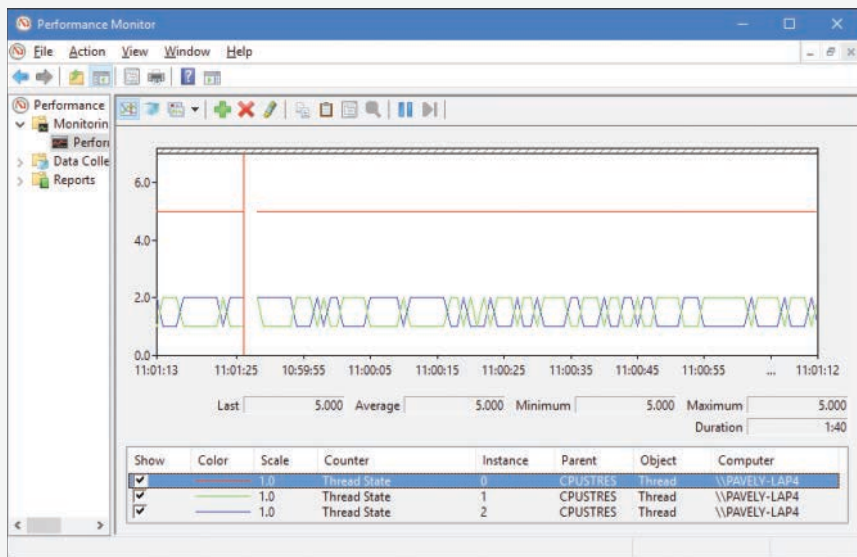 Performance Monitor
File Action View Window Help
Performance
Monitorin
Perfor
Data Colle
Reports
6.0
4.0
2.0
0.0
11:01:13 11:01:25 10:59:55 11:00:05 11:00:15 11:00:25 11:00:35 11:00:45 11:00:55 ... 11:01:12
Last 5.000 Average 5.000 Minimum 5.000 Maximum 5.000
Duration 1:40
Show Color Scale Counter Instance Parent Object Computer
1.0 Thread State 0 CPUSTRES Thread \\PAVELY-LAP4
1.0 Thread State 1 CPUSTRES Thread \\PAVELY-LAP4
1.0 Thread State 2 CPUSTRES Thread \\PAVELY-LAP4